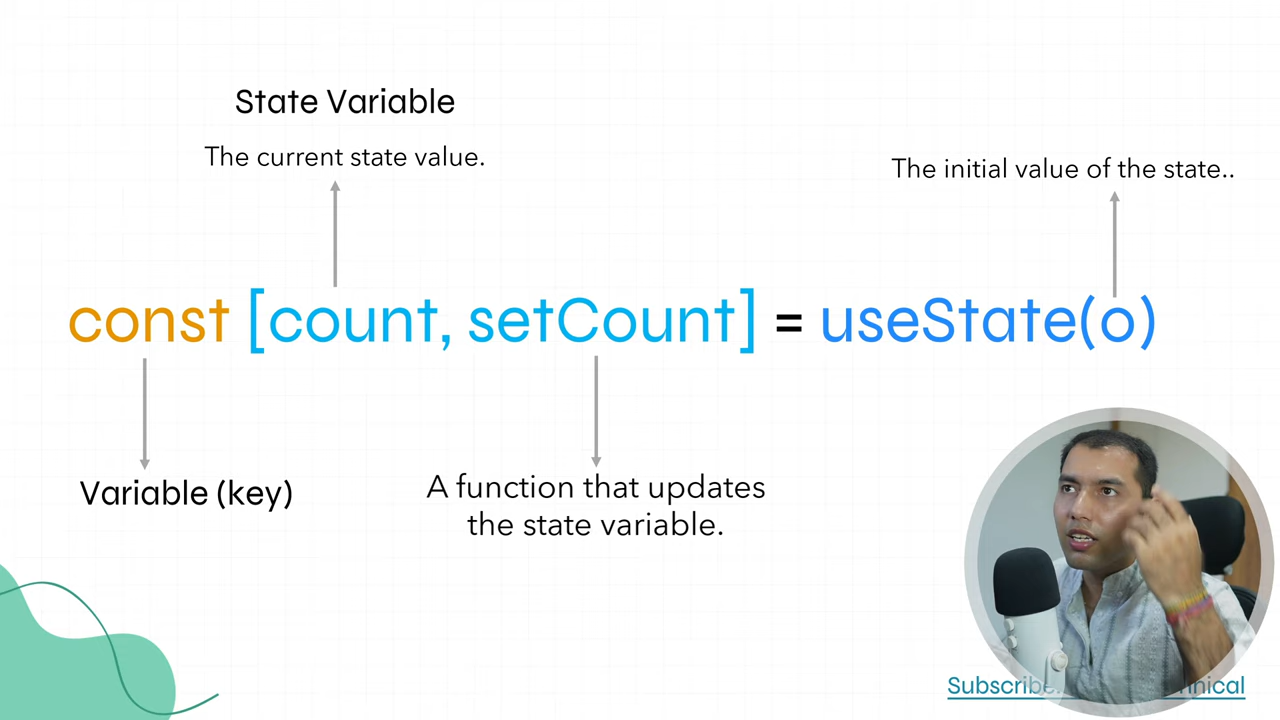 State Variable
The current state value.
The initial value of the state..
const [count, setCount] = useState(0)
Variable (key)
A function that updates
the state variable.
Subscribe